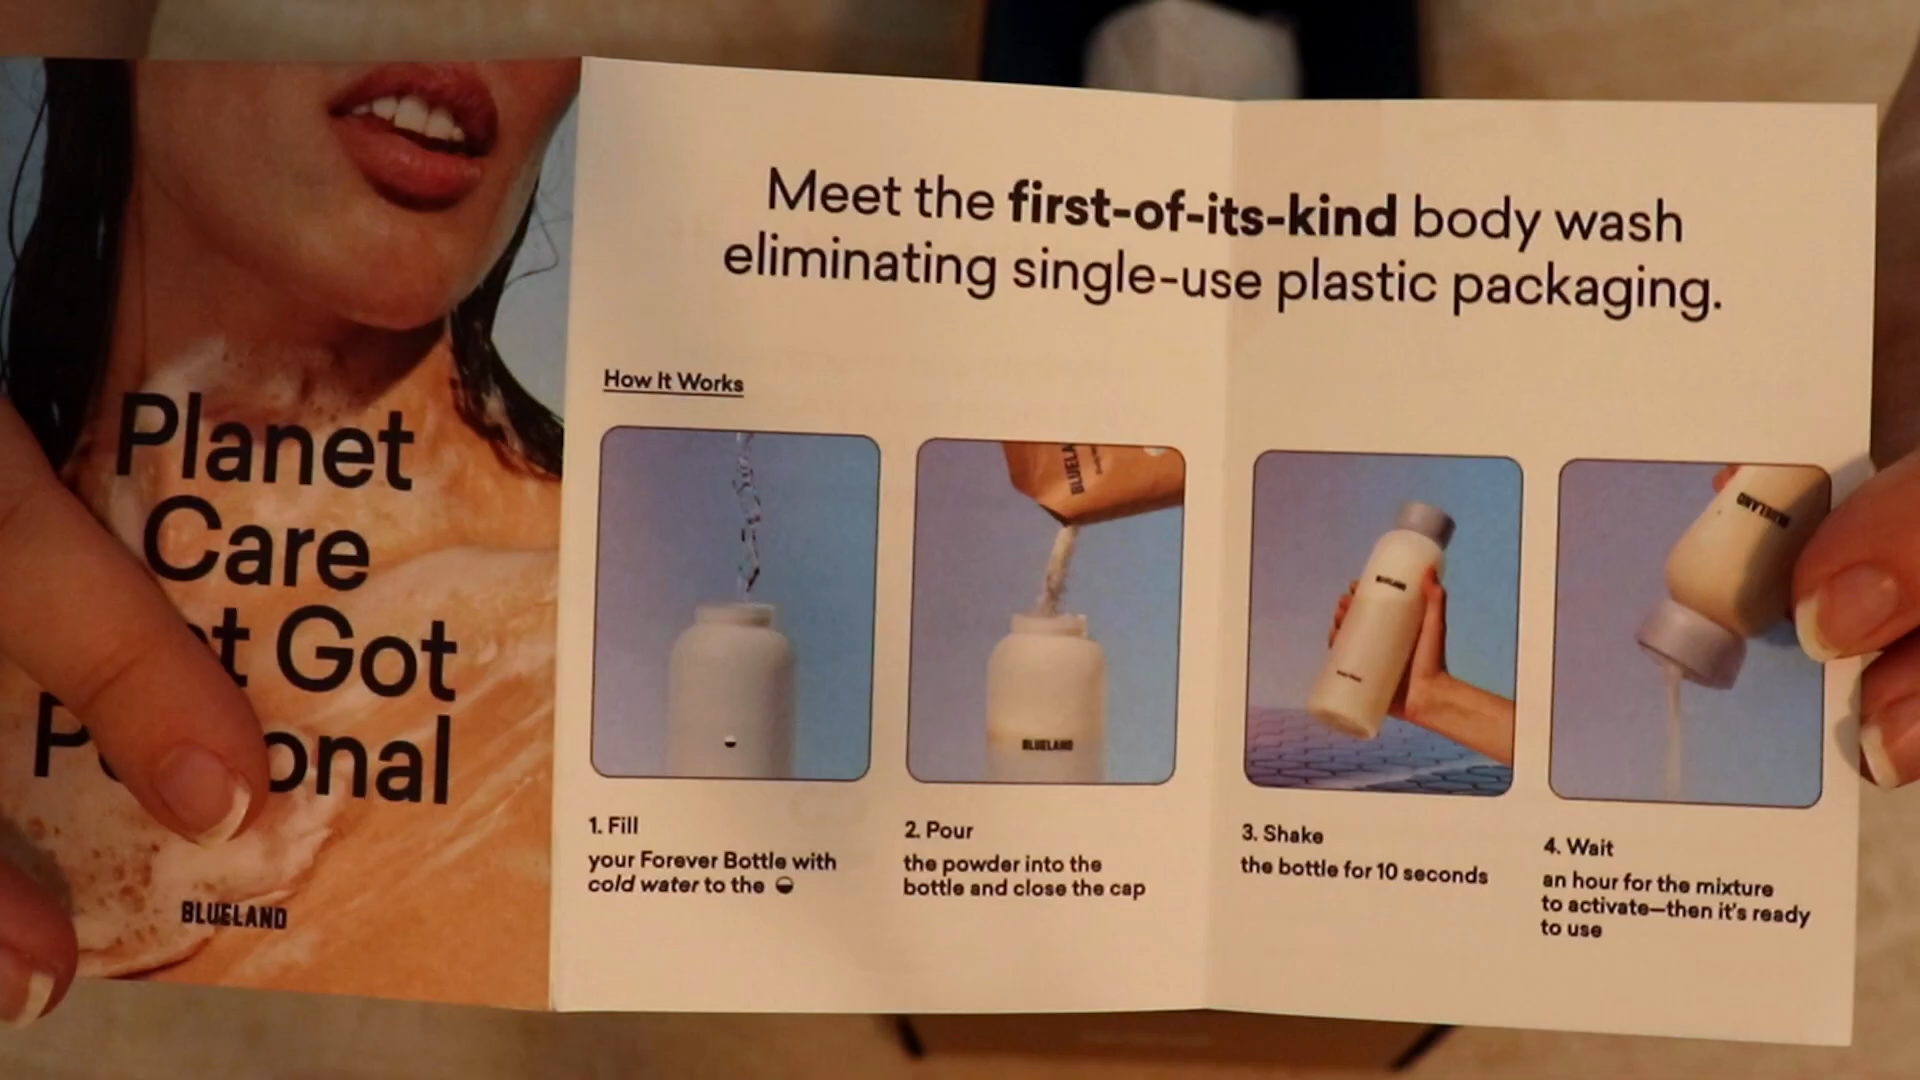 Planet
Care
Got
BLUELAND
Meet the first-of-its-kind body wash
eliminating single-use plastic packaging.
How It Works
BLUELAND
BLUELAND
BLUELAND
1. Fill
your Forever Bottle with
cold water to the
2. Pour
the powder into the
bottle and close the cap
3. Shake
the bottle for 10 seconds
4. Wait
an hour for the mixture
to activate—then it's ready
to use